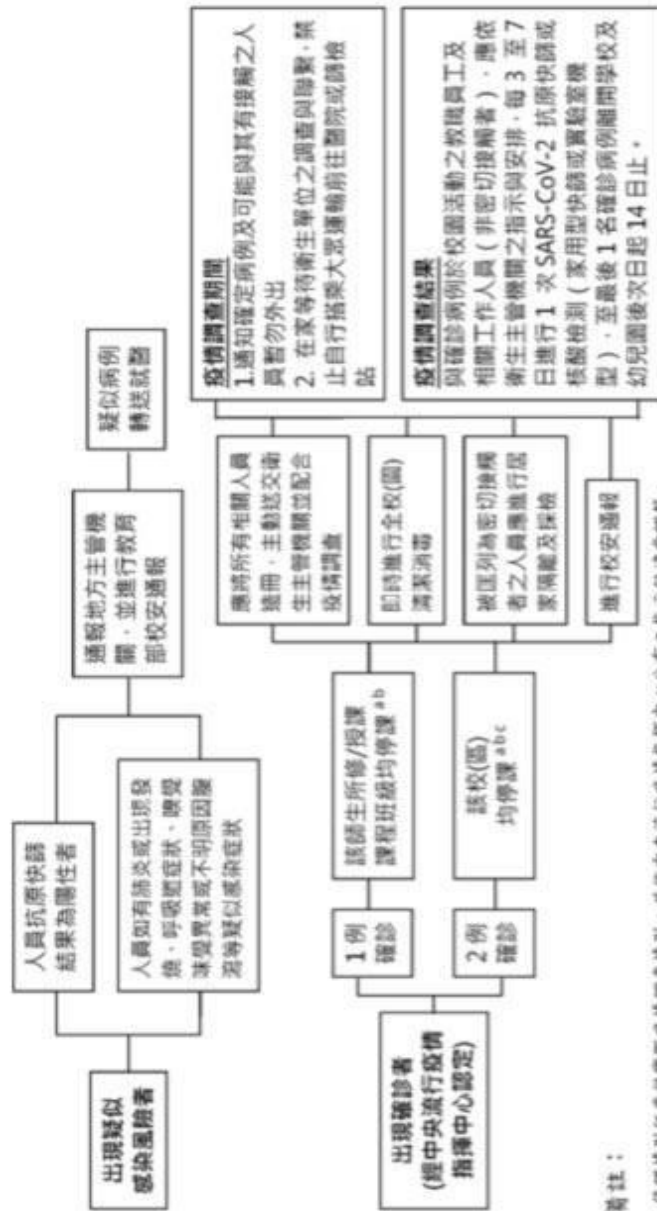 出現疑似
感染風險者
人員抗原快篩
結果為陽性者
人員如有肺炎或出現發
燒、呼吸道症狀、嗅覺
味覺異常或不明原因腹
瀉等疑似感染症狀
通報地方主管機
關，並進行教育
部校安通報
疑似病例
轉送就醫
出現確診者
(經中央流行疫情
指揮中心認定)
1 例
確診
2 例
確診
該師生所修/授課
課程班級均停課 ab
該校(區)
均停課 abc
應將所有相關人員
造冊，主動送交衛
生主管機關並配合
疫情調查
即時進行全校(園)
清潔消毒
被匡列為密切接觸
者之人員應進行居
家隔離及採檢
進行校安通報
疫情調查期間
1.通知確定病例及可能與其有接觸之人
員暫勿外出
2. 在家等待衛生單位之調查與聯繫，禁
止自行搭乘大眾運輸前往醫院或篩檢
站
疫情調查結果
與確診病例於校園活動之教職員工及
相關工作人員（非密切接觸者），應依
衛生主管機關之指示與安排，每 3 至 7
日進行 1 次 SARS-CoV-2 抗原快篩或
核酸檢測（家用型快篩或實驗室機
型），至最後 1 名確診病例離開學校及
幼兒園後次日起 14 日止。
備註：